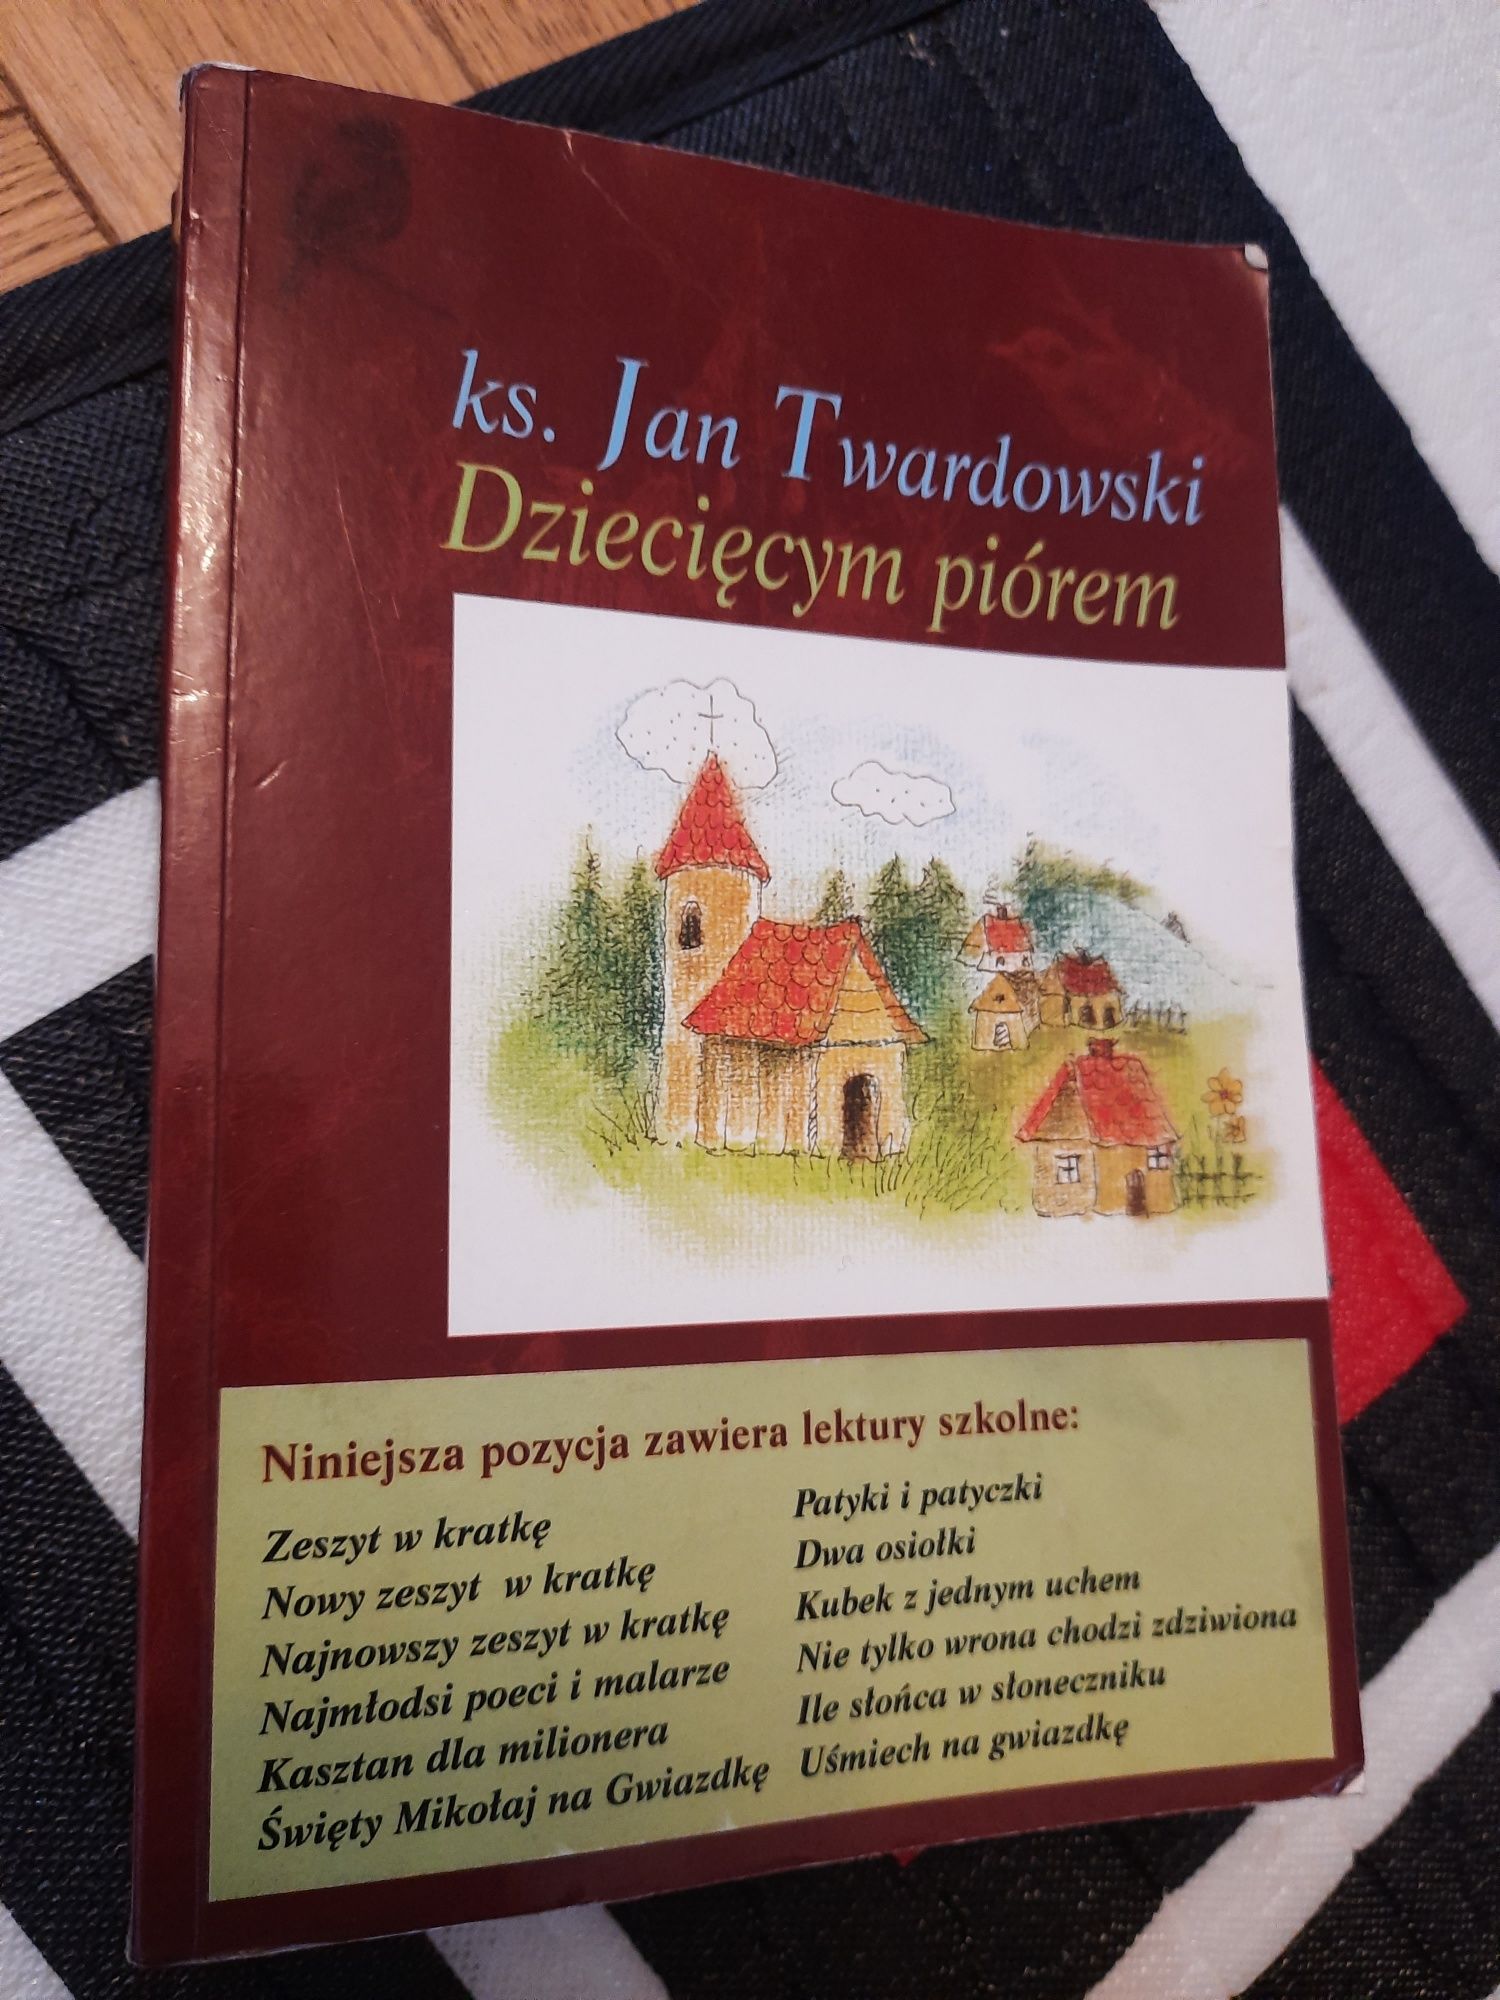 ks. Jan Twardowski
Dziecięcym piórem
Niniejsza pozycja zawiera lektury szkolne:
Zeszyt w kratkę
Nowy zeszyt w kratkę
Najnowszy zeszyt w kratkę
Najmłodsi poeci i malarze
Kasztan dla milionera
Święty Mikołaj na Gwiazdkę
Patyki i patyczki
Dwa osiołki
Kubek z jednym uchem
Nie tylko wrona chodzi zdziwiona
Ile słońca w słoneczniku
Uśmiech na gwiazdkę